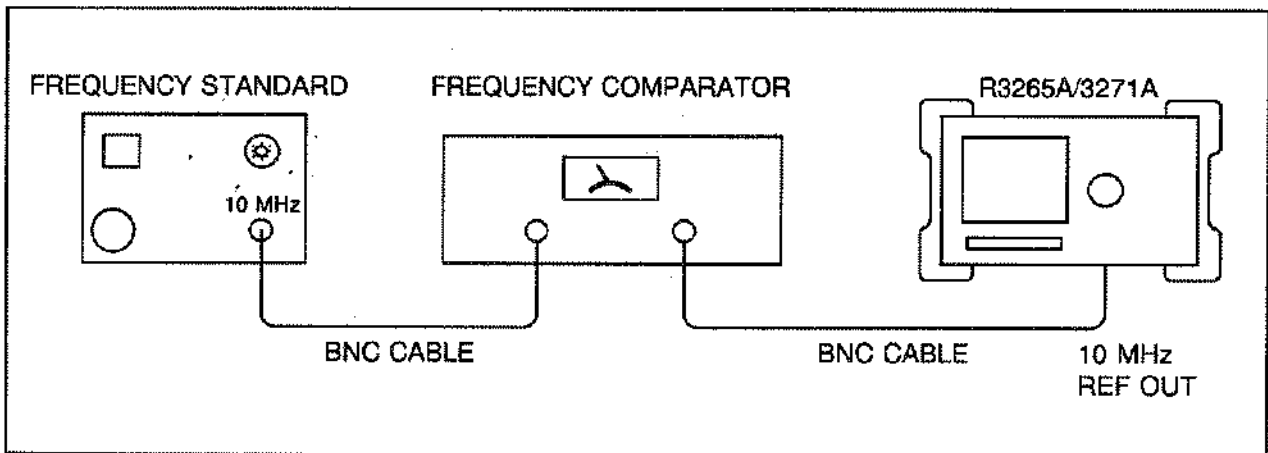 FREQUENCY STANDARD
FREQUENCY COMPARATOR
R3265A/3271A
10 MHz
BNC CABLE
BNC CABLE
10 MHz
REF OUT